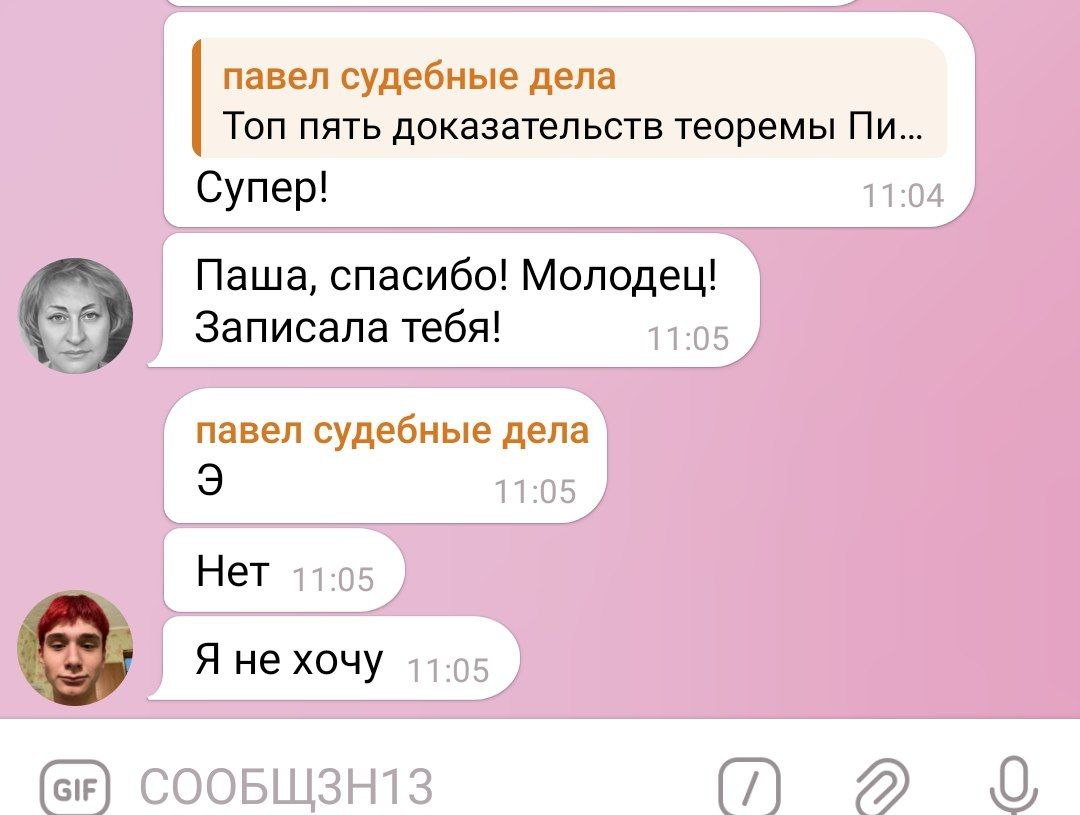 павел судебные дела
Топ пять доказательств теоремы Пи...
Супер!
11:04
Паша, спасибо! Молодец!
Записала тебя!
11:05
павел судебные дела
Э
11:05
Нет
11:05
Я не хочу
11:05
GIF
СООБЩЗН13
/